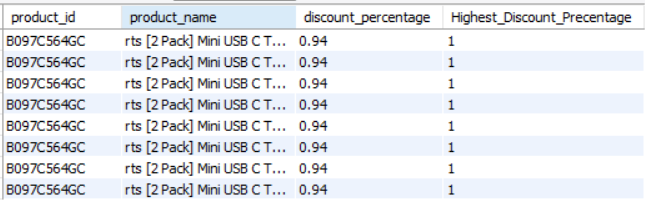 product_id product_name discount_percentage Highest_Discount_Precentage
B097C564GC rts [2 Pack] Mini USB C T... 0.94 1
B097C564GC rts [2 Pack] Mini USB C T... 0.94 1
B097C564GC rts [2 Pack] Mini USB C T... 0.94 1
B097C564GC rts [2 Pack] Mini USB C T... 0.94 1
B097C564GC rts [2 Pack] Mini USB C T... 0.94 1
B097C564GC rts [2 Pack] Mini USB C T... 0.94 1
B097C564GC rts [2 Pack] Mini USB C T... 0.94 1
B097C564GC rts [2 Pack] Mini USB C T... 0.94 1